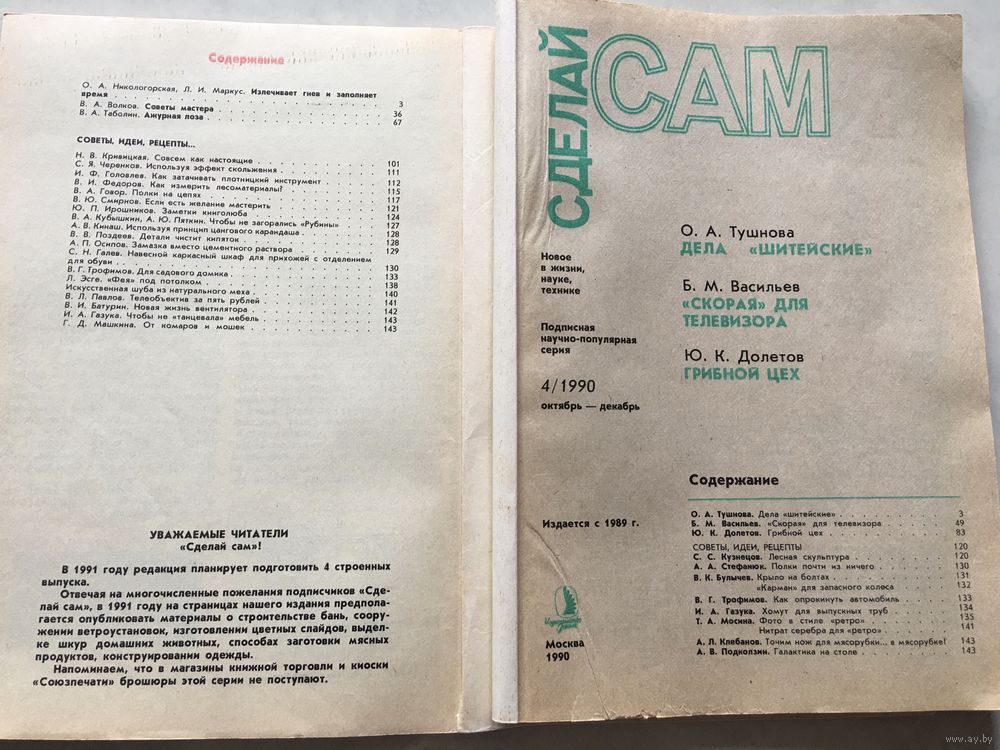 Содержание
О. А. Никологорская, Л. И. Маркус. Излечивает гнев и заполняет
время . . . 3
В. А. Волков. Советы мастера . . . 36
В. А. Таболин. Ажурная лоза . . . 67
СОВЕТЫ, ИДЕИ, РЕЦЕПТЫ...
Н. В. Кривицкая. Совсем как настоящие . . . 101
С. Я. Черенков. Используя эффект скольжения . . . 111
И. Ф. Головлев. Как затачивать плотницкий инструмент . . . 112
В. И. Федоров. Как измерить лесоматериалы? . . . 115
В. А. Говор. Полки на цепях . . . 117
В. Ю. Смирнов. Если есть желание мастерить . . . 121
Ю. П. Ирошников. Заметки книголюба . . . 124
В. А. Кубышкин, А. Ю. Пяткин. Чтобы не загорались «Рубины» . . . 127
А. В. Кинаш. Используя принцип цангового карандаша . . . 128
В. В. Поздеев. Детали чистит кипяток . . . 128
А. П. Осипов. Замазка вместо цементного раствора . . . 129
С. Н. Галев. Навесной каркасный шкаф для прихожей с отделением
для обуви . . . 130
В. Г. Трофимов. Для садового домика . . . 133
Л. Эсге. «Фея» под потолком . . . 138
Искусственная шуба из натурального меха . . . 140
В. Л. Павлов. Телеобъектив за пять рублей . . . 141
В. И. Батурин. Новая жизнь вентилятора . . . 142
И. А. Газука. Чтобы не «танцевала» мебель . . . 143
Г. Д. Машкина. От комаров и мошек . . . 143
УВАЖАЕМЫЕ ЧИТАТЕЛИ
«Сделай сам»!
В 1991 году редакция планирует подготовить 4 строенных
выпуска.
Отвечая на многочисленные пожелания подписчиков «Сде-
лай сам», в 1991 году на страницах нашего издания предпола-
гается опубликовать материалы о строительстве бань, соору-
жении ветроустановок, изготовлении цветных слайдов, выдел-
ке шкур домашних животных, способах заготовки мясных
продуктов, конструировании одежды.
Напоминаем, что в магазины книжной торговли и киоски
«Союзпечати» брошюры этой серии не поступают.
СДЕЛАЙ
САМ
О. А. Тушнова
ДЕЛА «ШИТЕЙСКИЕ»
Б. М. Васильев
«СКОРАЯ» ДЛЯ
ТЕЛЕВИЗОРА
Ю. К. Долетов
ГРИБНОЙ ЦЕХ
Новое
в жизни,
науке,
технике
Подписная
научно-популярная
серия
4/1990
октябрь — декабрь
Издается с 1989 г.
Издательство
Знание
Москва
1990
Содержание
О. А. Тушнова. Дела «шитейские» . . . 3
Б. М. Васильев. «Скорая» для телевизора . . . 49
Ю. К. Долетов. Грибной цех . . . 83
СОВЕТЫ, ИДЕИ, РЕЦЕПТЫ 120
С. С. Кузнецов. Лесная скульптура . . . 120
А. А. Стефанюк. Полки почти из ничего . . . 130
В. К. Булычев. Крыло на болтах . . . 131
«Карман» для запасного колеса 132
В. Г. Трофимов. Как опрокинуть автомобиль . . . 133
И. А. Газука. Хомут для выпускных труб . . . 134
Т. А. Мосина. Фото в стиле «ретро» . . . 135
Нитрат серебра для «ретро» . . . 141
А. Л. Клебанов. Точим нож для мясорубки... в мясорубке! 143
А. В. Подколзин. Галактика на столе . . . 143
www.ay.by